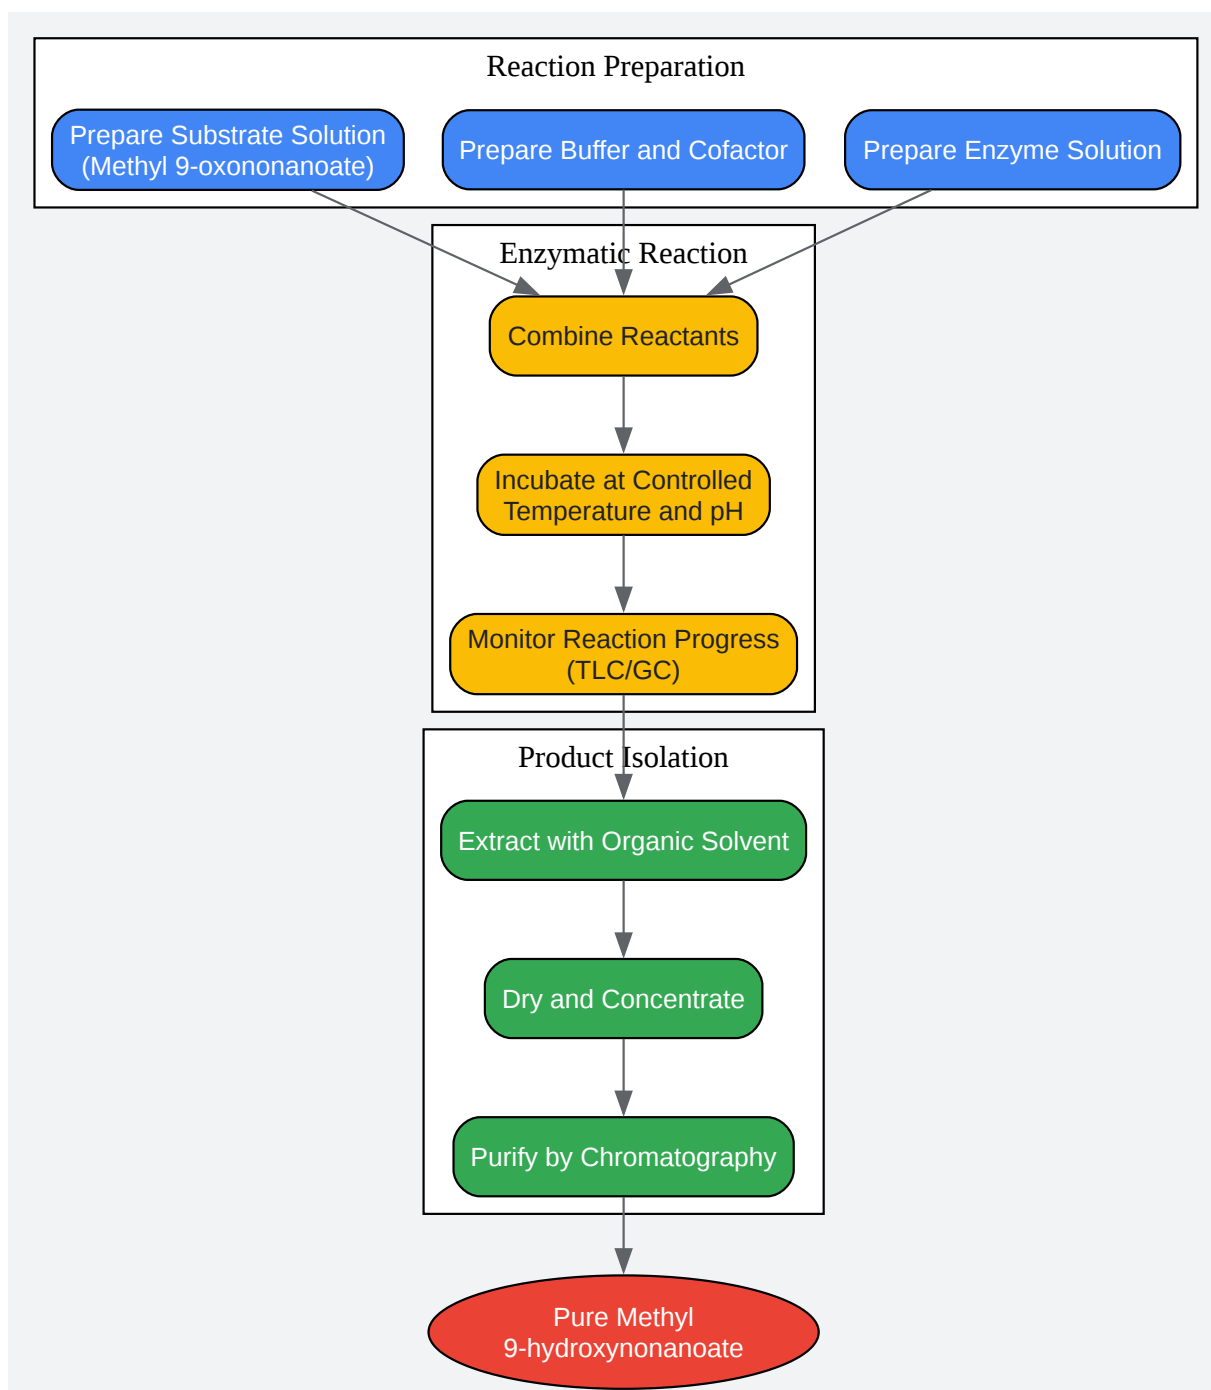 Reaction Preparation
Prepare Substrate Solution
(Methyl 9-oxononanoate)
Prepare Buffer and Cofactor
Prepare Enzyme Solution
Enzymatic Reaction
Combine Reactants
Incubate at Controlled
Temperature and pH
Monitor Reaction Progress
(TLC/GC)
Product Isolation
Extract with Organic Solvent
Dry and Concentrate
Purify by Chromatography
Pure Methyl
9-hydroxynonanoate